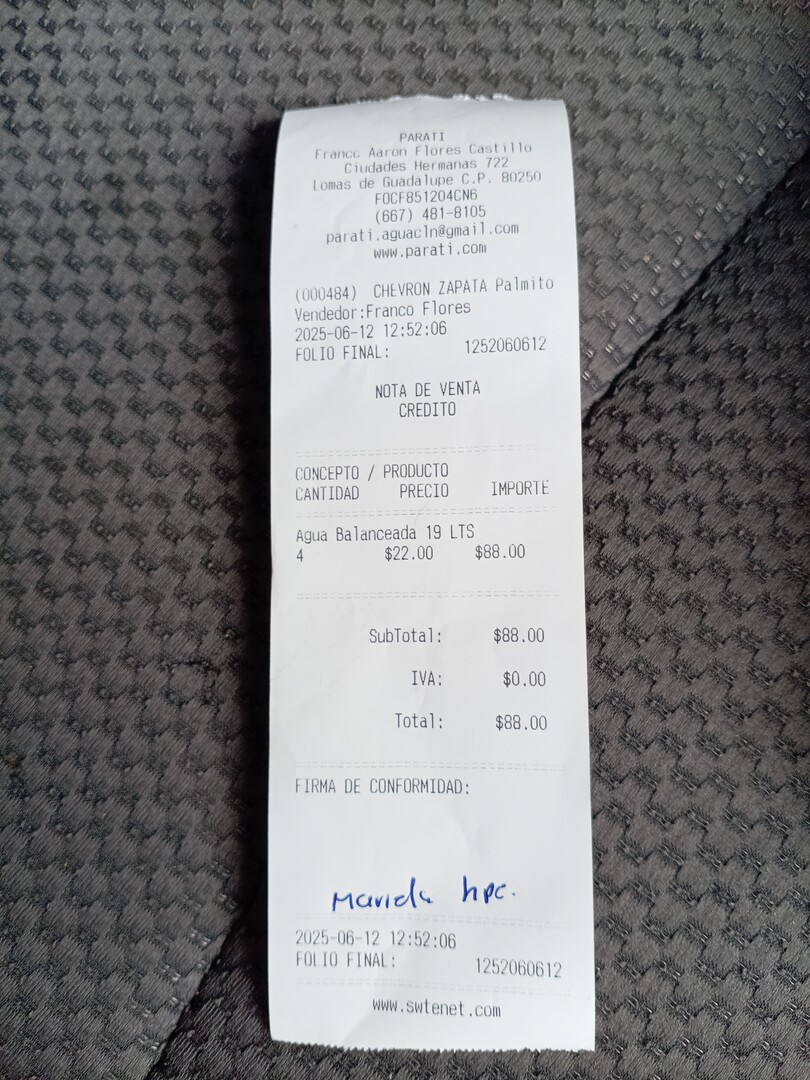 PARATI
Franco Aaron Flores Castillo
Ciudades Hermanas 722
Lomas de Guadalupe C.P. 80250
FOCF851204CN6
(667) 481-8105
parati.aguacln@gmail.com
www.parati.com
(000484) CHEVRON ZAPATA Palmito
Vendedor:Franco Flores
2025-06-12 12:52:06
FOLIO FINAL: 1252060612
NOTA DE VENTA
CREDITO
CONCEPTO / PRODUCTO
CANTIDAD PRECIO IMPORTE
Agua Balanceada 19 LTS
4 $22.00 $88.00
SubTotal: $88.00
IVA: $0.00
Total: $88.00
FIRMA DE CONFORMIDAD:
hpc.
2025-06-12 12:52:06
FOLIO FINAL: 1252060612
www.swtenet.com